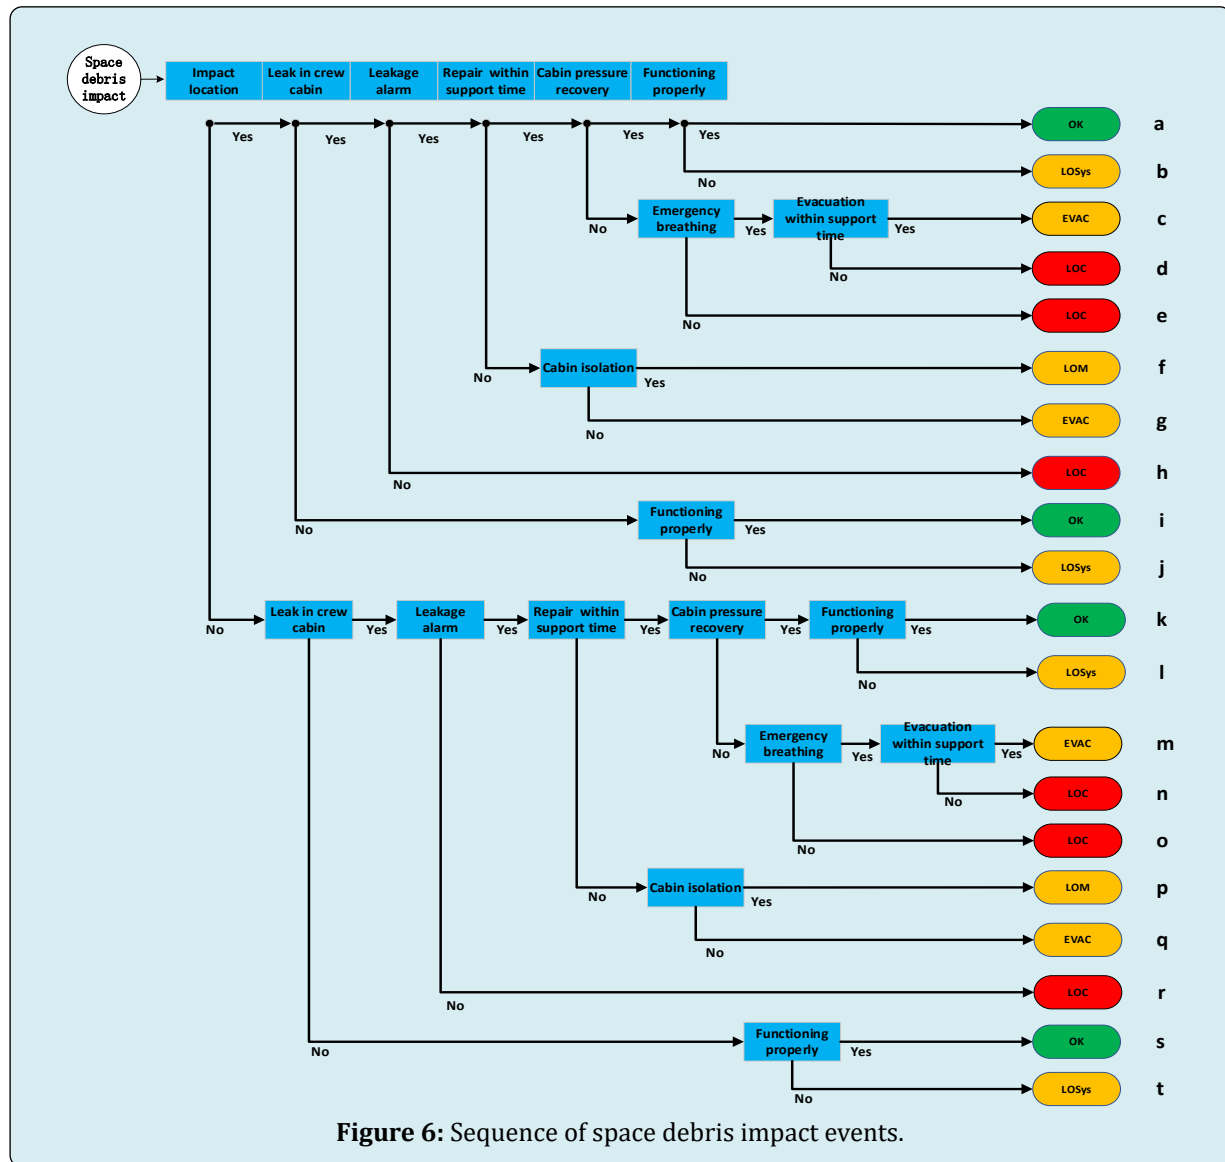 Space
debris
impact
Impact
location
Leak in crew
cabin
Leakage
alarm
Repair within
support time
Cabin pressure
recovery
Functioning
properly
Yes Yes Yes Yes Yes Yes OK a
No LOSys b
No Emergency
breathing
Yes Evacuation
within support
time
Yes EVAC c
No LOC d
No LOC e
No Cabin isolation Yes LOM f
No EVAC g
No LOC h
No Functioning
properly
Yes OK i
No LOSys j
No Leak in crew
cabin
Yes Leakage
alarm
Yes Repair within
support time
Yes Cabin pressure
recovery
Yes Functioning
properly
Yes OK k
No LOSys l
No Emergency
breathing
Yes Evacuation
within support
time
Yes EVAC m
No LOC n
No LOC o
No Cabin isolation Yes LOM p
No EVAC q
No LOC r
No Functioning
properly
Yes OK s
No LOSys t
Figure 6: Sequence of space debris impact events.